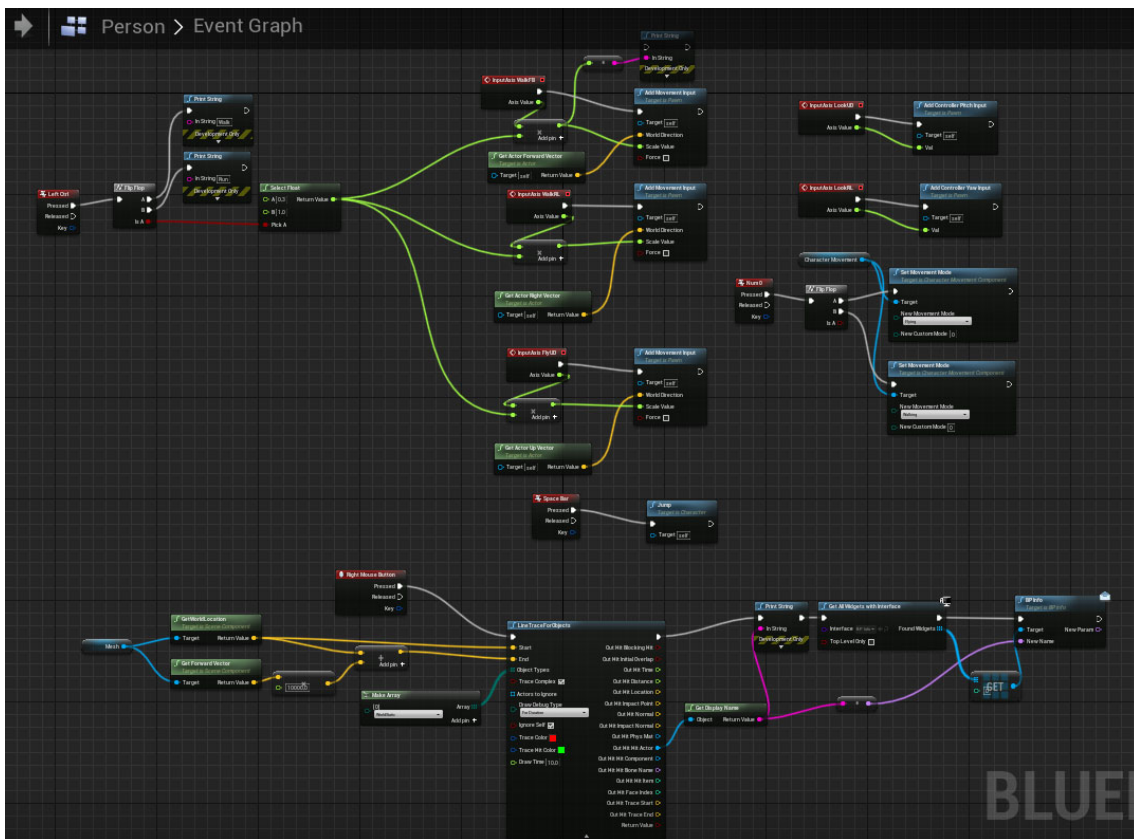 Person > Event Graph
Print String
In String
Development Only
InputAxis WalkFB
Axis Value
Add pin +
Add Movement Input
Target is Pawn
Target self
World Direction
Scale Value
Force
Get Actor Forward Vector
Target is Actor
Target self Return Value
InputAxis LookUD
Axis Value
Add Controller Pitch Input
Target is Pawn
Target self
Val
Print String
In String Walk
Development Only
Print String
In String Run
Development Only
Left Ctrl
Pressed
Released
Key
Flip Flop
A
B
Is A
Select Float
A 0.3 Return Value
B 1.0
Pick A
InputAxis WalkRL
Axis Value
Add pin +
Add Movement Input
Target is Pawn
Target self
World Direction
Scale Value
Force
Get Actor Right Vector
Target is Actor
Target self Return Value
InputAxis LookRL
Axis Value
Add Controller Yaw Input
Target is Pawn
Target self
Val
Character Movement
Num 0
Pressed
Released
Key
Flip Flop
A
B
Is A
Set Movement Mode
Target is Character Movement Component
Target
New Movement Mode
Flying
New Custom Mode 0
Set Movement Mode
Target is Character Movement Component
Target
New Movement Mode
Walking
New Custom Mode 0
InputAxis FlyUD
Axis Value
Add pin +
Add Movement Input
Target is Pawn
Target self
World Direction
Scale Value
Force
Get Actor Up Vector
Target is Actor
Target self Return Value
Space Bar
Pressed
Released
Key
Jump
Target is Character
Target self
Right Mouse Button
Pressed
Released
Key
Mesh
GetWorldLocation
Target is Scene Component
Target Return Value
Get Forward Vector
Target is Scene Component
Target Return Value
Add pin +
Make Array
[0] Array
Add pin +
LineTraceForObjects
Start
End
Object Types
Trace Complex
Actors to Ignore
Draw Debug Type
For Duration
Ignore Self
Trace Color
Trace Hit Color
Draw Time 10.0
Out Hit Blocking Hit
Out Hit Initial Overlap
Out Hit Time
Out Hit Distance
Out Hit Location
Out Hit Impact Point
Out Hit Normal
Out Hit Impact Normal
Out Hit Phys Mat
Out Hit Hit Actor
Out Hit Hit Component
Out Hit Hit Bone Name
Out Hit Hit Item
Out Hit Face Index
Out Hit Trace Start
Out Hit Trace End
Return Value
Get Display Name
Object Return Value
Print String
In String
Development Only
Get All Widgets with Interface
Interface Found Widgets
Top Level Only
GET
BPInfo
Target is BPInfo
Target New Param
New Name
BLUE